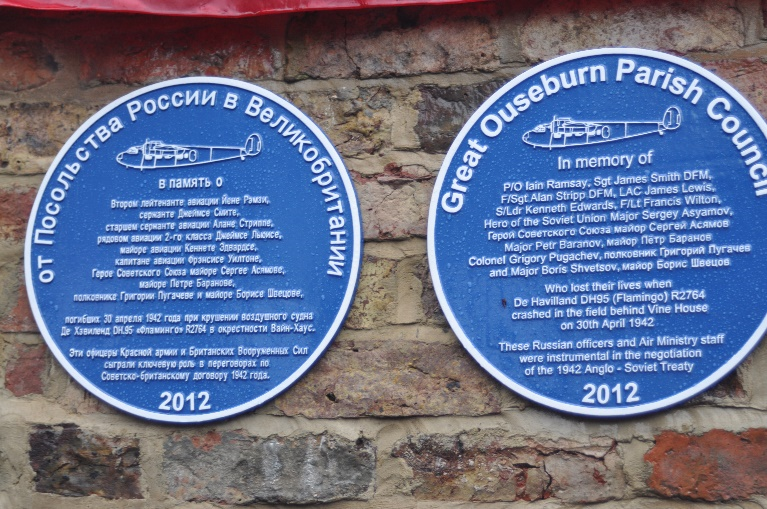 от Посольства России в Великобритании
в память о
Втором лейтенанте авиации Йене Рэмзи,
сержанте Джеймсе Смите,
старшем сержанте авиации Алане Стриппе,
рядовом авиации 2-го класса Джеймсе Льюисе,
майоре авиации Кеннете Эдвардсе,
капитане авиации Фрэнсисе Уилтоне,
Герое Советского Союза майоре Сергее Асямове,
майоре Петре Баранове,
полковнике Григории Пугачеве и майоре Борисе Швецове,
погибших 30 апреля 1942 года при крушении воздушного судна
Де Хэвиленд DH.95 «Фламинго» R2764 в окрестности Вайн-Хаус.
Эти офицеры Красной армии и Британских Вооруженных Сил
сыграли ключевую роль в переговорах по
Советско-британскому договору 1942 года.
2012
Great Ouseburn Parish Council
In memory of
P/O Iain Ramsay, Sgt James Smith DFM,
F/Sgt Alan Stripp DFM, LAC James Lewis,
S/Ldr Kenneth Edwards, F/Lt Francis Wilton,
Hero of the Soviet Union Major Sergey Asyamov,
Герой Советского Союза майор Сергей Асямов
Major Petr Baranov, майор Петр Баранов
Colonel Grigory Pugachev, полковник Григорий Пугачев
and Major Boris Shvetsov, майор Борис Швецов
Who lost their lives when
De Havilland DH95 (Flamingo) R2764
crashed in the field behind Vine House
on 30th April 1942
These Russian officers and Air Ministry staff
were instrumental in the negotiation
of the 1942 Anglo - Soviet Treaty
2012